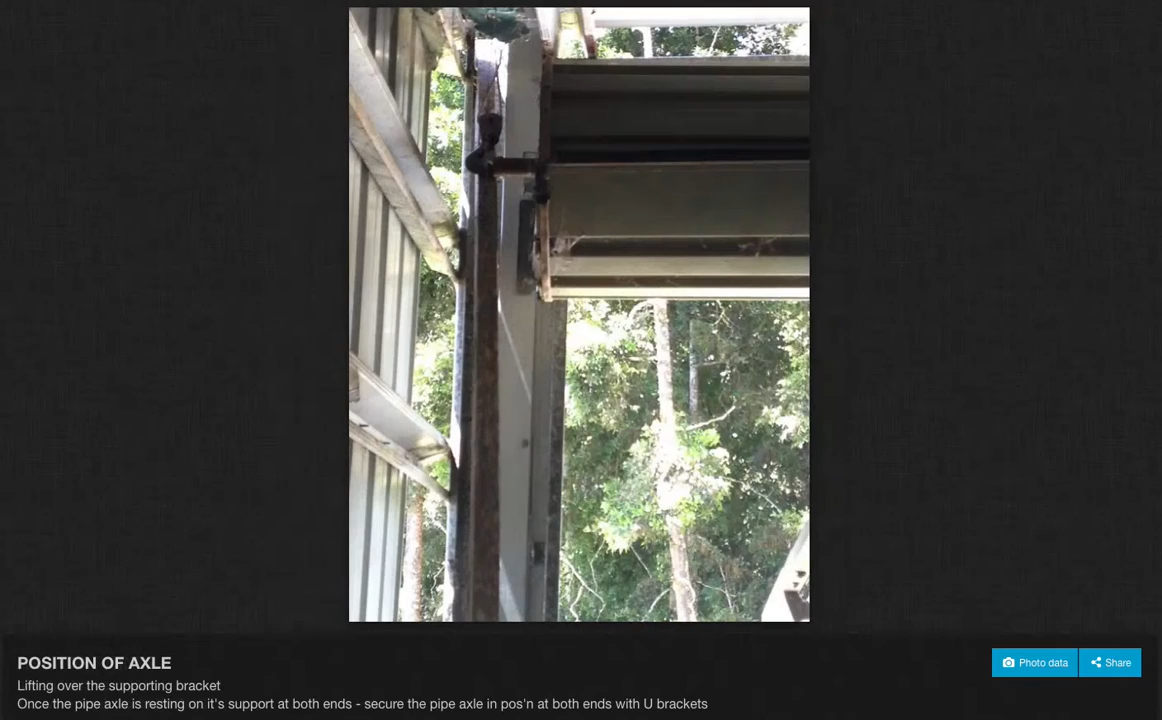 POSITION OF AXLE
Photo data
Share
Lifting over the supporting bracket
Once the pipe axle is resting on it's support at both ends - secure the pipe axle in pos'n at both ends with U brackets